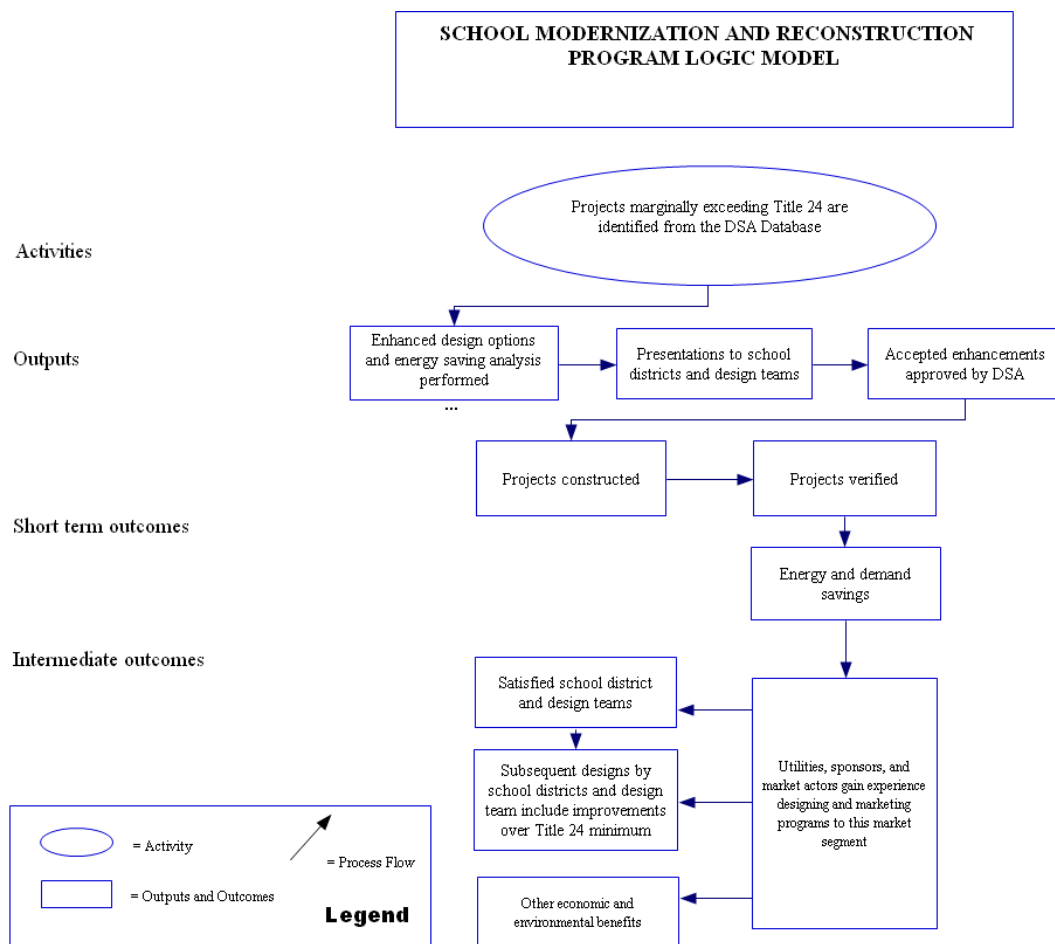 SCHOOL MODERNIZATION AND RECONSTRUCTION
PROGRAM LOGIC MODEL
Projects marginally exceeding Title 24 are
identified from the DSA Database
Activities
Outputs
Enhanced design options
and energy saving analysis
performed
...
Presentations to school
districts and design teams
Accepted enhancements
approved by DSA
Projects constructed
Projects verified
Short term outcomes
Energy and demand
savings
Intermediate outcomes
Satisfied school district
and design teams
Subsequent designs by
school districts and design
team include improvements
over Title 24 minimum
Utilities, sponsors, and
market actors gain experience
designing and marketing
programs to this market
segment
Other economic and
environmental benefits
= Activity
= Process Flow
= Outputs and Outcomes
Legend